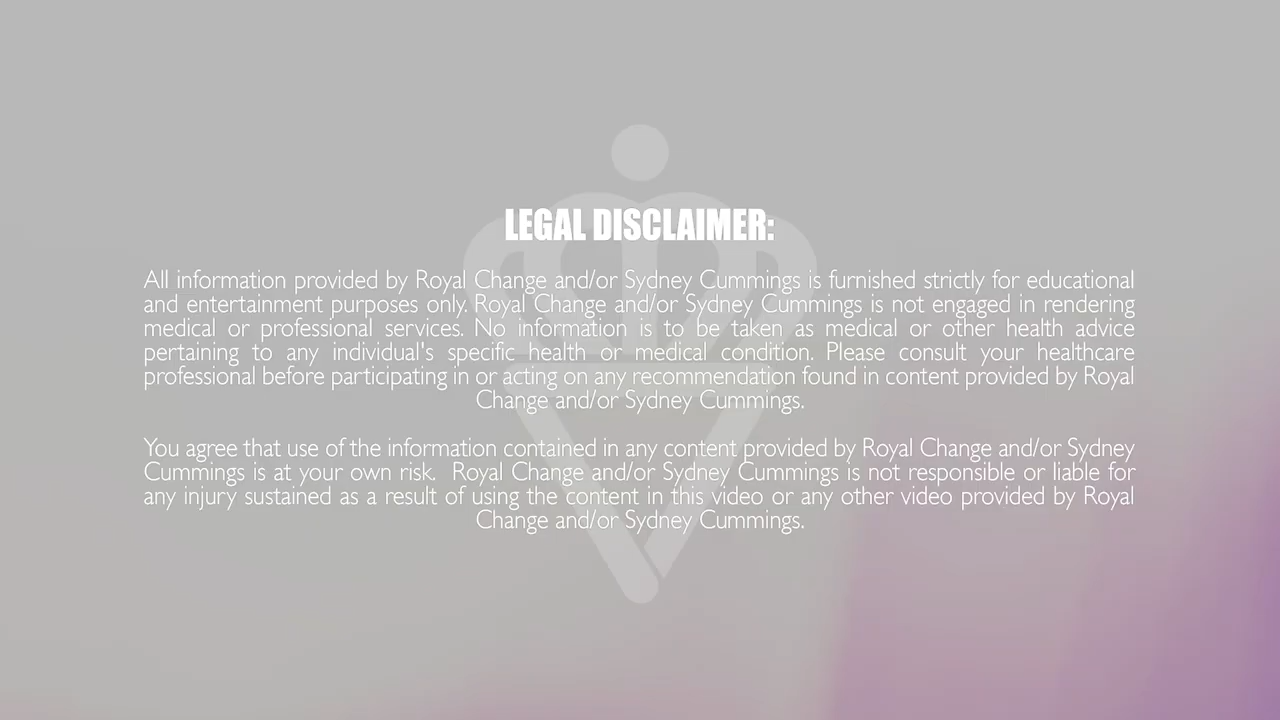 LEGAL DISCLAIMER:
All information provided by Royal Change and/or Sydney Cummings is furnished strictly for educational
and entertainment purposes only. Royal Change and/or Sydney Cummings is not engaged in rendering
medical or professional services. No information is to be taken as medical or other health advice
pertaining to any individual's specific health or medical condition. Please consult your healthcare
professional before participating in or acting on any recommendation found in content provided by Royal
Change and/or Sydney Cummings.
You agree that use of the information contained in any content provided by Royal Change and/or Sydney
Cummings is at your own risk.  Royal Change and/or Sydney Cummings is not responsible or liable for
any injury sustained as a result of using the content in this video or any other video provided by Royal
Change and/or Sydney Cummings.